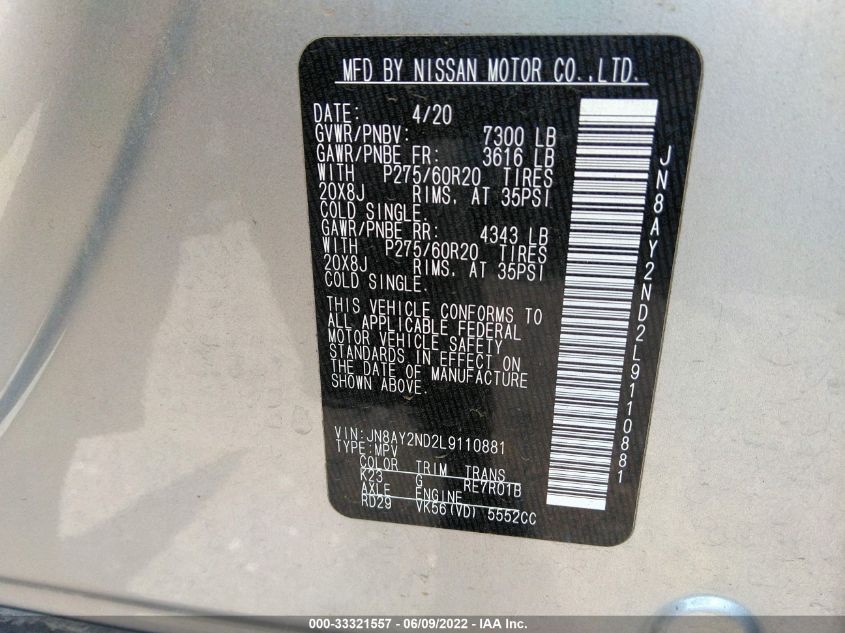 MFD BY NISSAN MOTOR CO.,LTD.
DATE: 4/20
GVWR/PNBV: 7300 LB
GAWR/PNBE FR: 3616 LB
WITH P275/60R20 TIRES
20X8J RIMS, AT 35PSI
COLD SINGLE.
GAWR/PNBE RR: 4343 LB
WITH P275/60R20 TIRES
20X8J RIMS, AT 35PSI
COLD SINGLE.
THIS VEHICLE CONFORMS TO
ALL APPLICABLE FEDERAL
MOTOR VEHICLE SAFETY
STANDARDS IN EFFECT ON
THE DATE OF MANUFACTURE
SHOWN ABOVE.
VIN:JN8AY2ND2L9110881
TYPE:MPV
COLOR TRIM TRANS
K23 G RE7R01B
AXLE ENGINE
RD29 VK56(VD) 5552CC
JN8AY2ND2L9110881
000-33321557 - 06/09/2022 - IAA Inc.